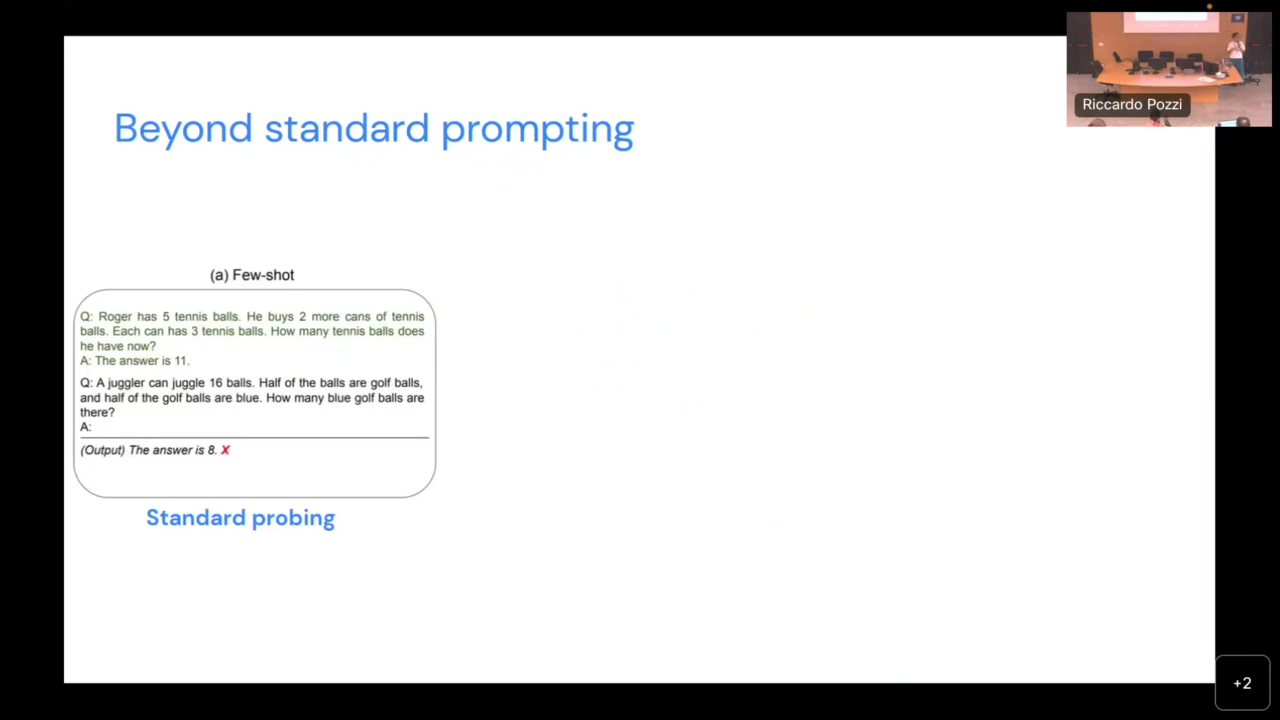 Beyond standard prompting
Riccardo Pozzi
(a) Few-shot
Q: Roger has 5 tennis balls. He buys 2 more cans of tennis
balls. Each can has 3 tennis balls. How many tennis balls does
he have now?
A: The answer is 11.
Q: A juggler can juggle 16 balls. Half of the balls are golf balls,
and half of the golf balls are blue. How many blue golf balls are
there?
A:
(Output) The answer is 8. X
Standard probing
+2